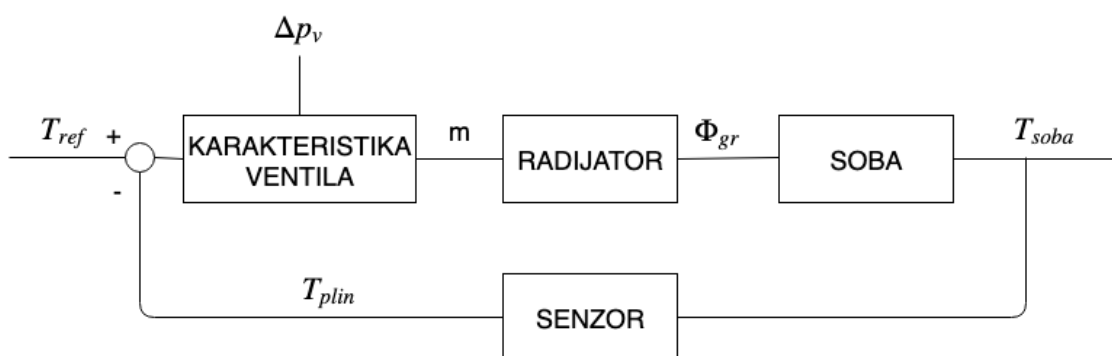 Δp_v
T_ref
+
-
KARAKTERISTIKA
VENTILA
m
RADIJATOR
Φ_gr
SOBA
T_soba
T_plin
SENZOR